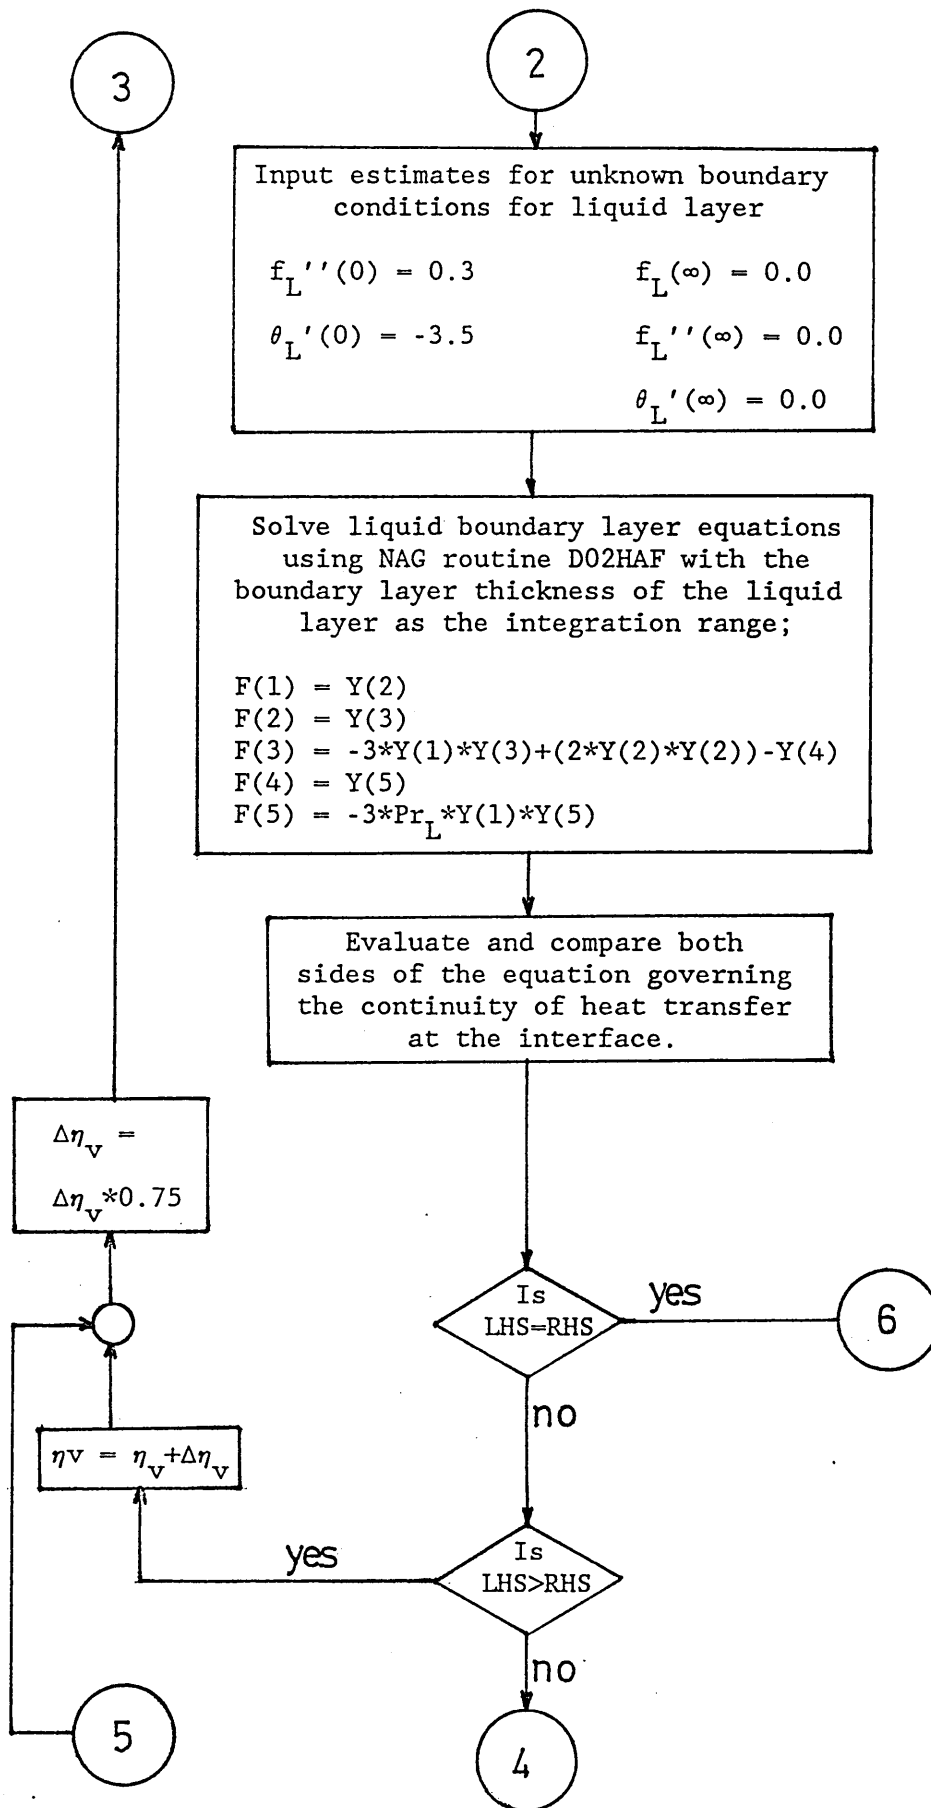 3
2
Input estimates for unknown boundary
conditions for liquid layer
f_L''(0) = 0.3
f_L(∞) = 0.0
θ_L'(0) = -3.5
f_L''(∞) = 0.0
θ_L'(∞) = 0.0
Solve liquid boundary layer equations
using NAG routine D02HAF with the
boundary layer thickness of the liquid
layer as the integration range;
F(1) = Y(2)
F(2) = Y(3)
F(3) = -3*Y(1)*Y(3)+(2*Y(2)*Y(2))-Y(4)
F(4) = Y(5)
F(5) = -3*Pr_L*Y(1)*Y(5)
Evaluate and compare both
sides of the equation governing
the continuity of heat transfer
at the interface.
Δη_v =
Δη_v*0.75
Is
LHS=RHS
yes
6
no
ηv = η_v+Δη_v
yes
Is
LHS>RHS
no
5
4